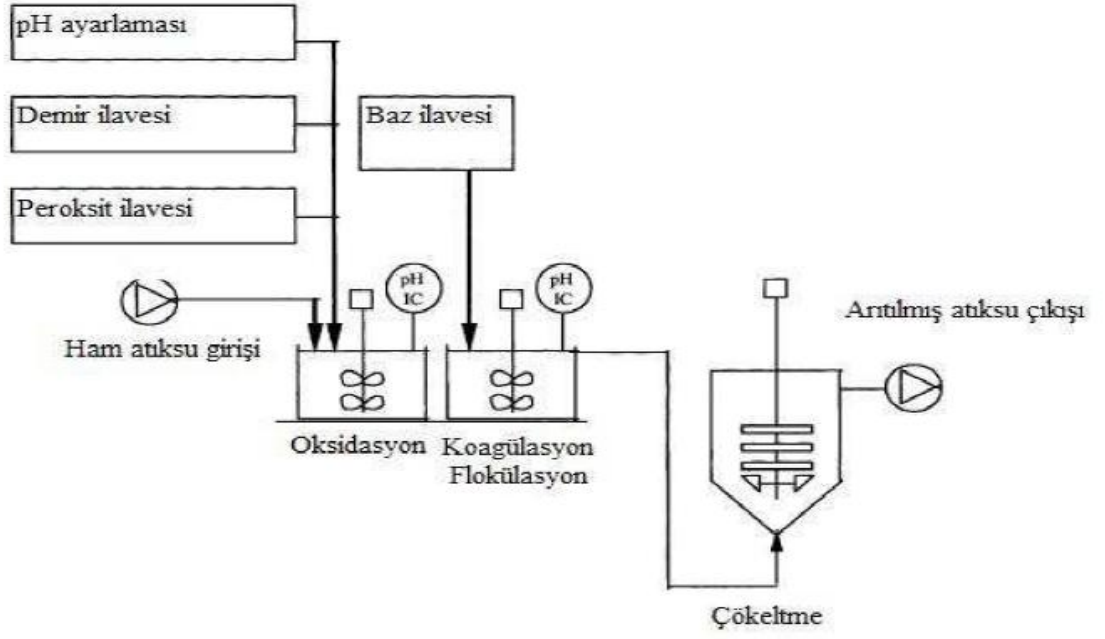 pH ayarlaması
Demir ilavesi
Baz ilavesi
Peroksit ilavesi
pH
IC
pH
IC
Ham atıksu girişi
Arıtılmış atıksu çıkışı
Oksidasyon
Koagülasyon
Flokülasyon
Çökeltme